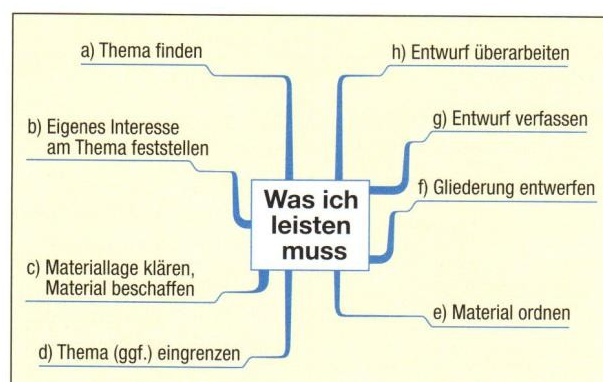 a) Thema finden
b) Eigenes Interesse
am Thema feststellen
c) Materiallage klären,
Material beschaffen
d) Thema (ggf.) eingrenzen
Was ich
leisten
muss
e) Material ordnen
f) Gliederung entwerfen
g) Entwurf verfassen
h) Entwurf überarbeiten